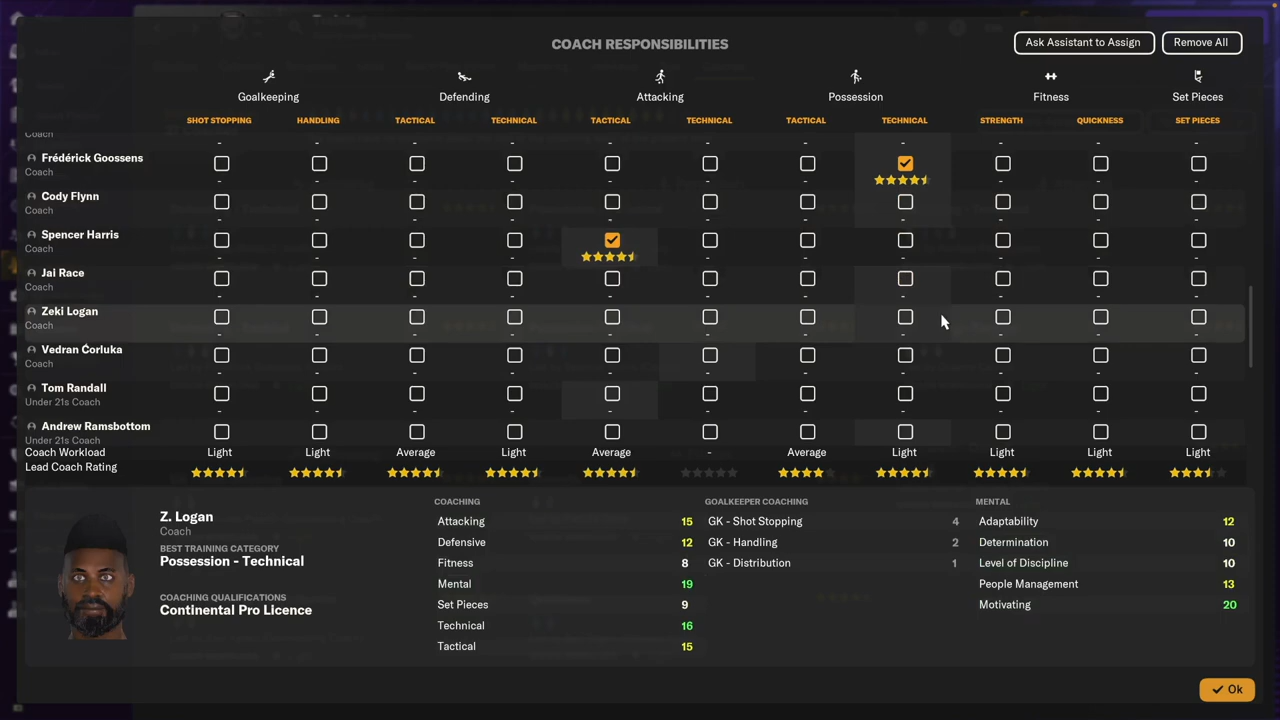 COACH RESPONSIBILITIES
Ask Assistant to Assign
Remove All
Goalkeeping Defending Attacking Possession Fitness Set Pieces
SHOT STOPPING HANDLING TACTICAL TECHNICAL TACTICAL TECHNICAL TACTICAL TECHNICAL STRENGTH QUICKNESS SET PIECES
Coach - - - - - - - - - - -
Frédérick Goossens
Coach - - - - - - - - - -
Cody Flynn
Coach - - - - - - - - - - -
Spencer Harris
Coach - - - - - - - - - -
Jai Race
Coach - - - - - - - - - - -
Zeki Logan
Coach - - - - - - - - - - -
Vedran Ćorluka
Coach - - - - - - - - - - -
Tom Randall
Under 21s Coach - - - - - - - - - - -
Andrew Ramsbottom
Under 21s Coach
Coach Workload Light Light Average Light Average - Average Light Light Light Light
Lead Coach Rating
Z. Logan
Coach
BEST TRAINING CATEGORY
Possession - Technical
COACHING QUALIFICATIONS
Continental Pro Licence
COACHING
Attacking 15
Defensive 12
Fitness 8
Mental 19
Set Pieces 9
Technical 16
Tactical 15
GOALKEEPER COACHING
GK - Shot Stopping 4
GK - Handling 2
GK - Distribution 1
MENTAL
Adaptability 12
Determination 10
Level of Discipline 10
People Management 13
Motivating 20
Ok